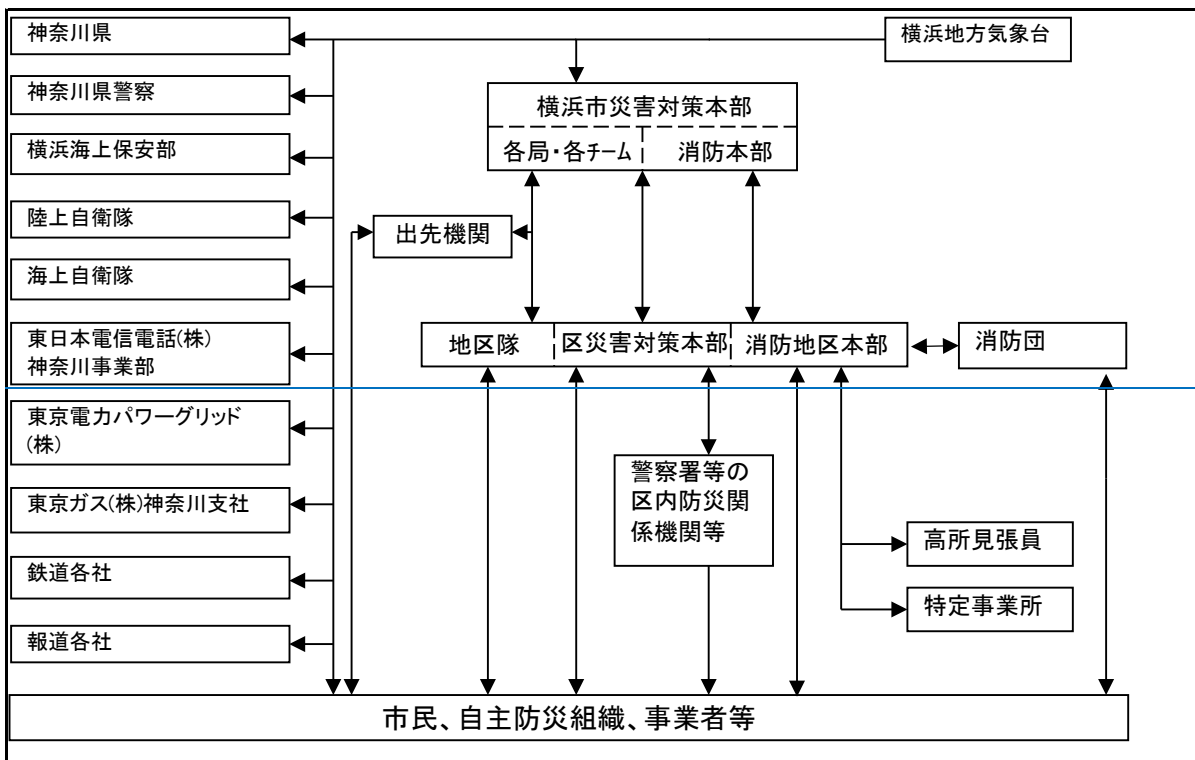 神奈川県
横浜地方気象台
神奈川県警察
横浜市災害対策本部
各局・各チーム
消防本部
横浜海上保安部
陸上自衛隊
出先機関
海上自衛隊
東日本電信電話(株)
神奈川事業部
地区隊
区災害対策本部
消防地区本部
消防団
東京電力パワーグリッド
(株)
警察署等の
区内防災関
係機関等
東京ガス(株)神奈川支社
高所見張員
鉄道各社
特定事業所
報道各社
市民、自主防災組織、事業者等